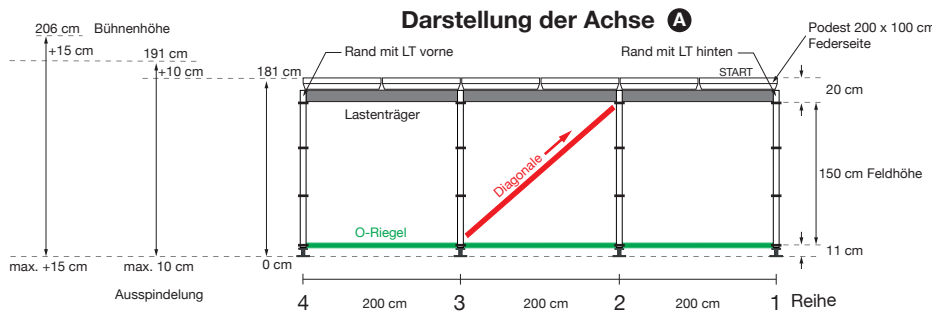 Darstellung der Achse A
206 cm Bühnenhöhe
+15 cm
191 cm
+10 cm
181 cm
Rand mit LT vorne
Rand mit LT hinten
Podest 200 x 100 cm
Federseite
START
20 cm
Lastenträger
Diagonale
150 cm Feldhöhe
O-Riegel
11 cm
max. +15 cm
max. 10 cm
0 cm
Ausspindelung
4 200 cm 3 200 cm 2 200 cm 1 Reihe